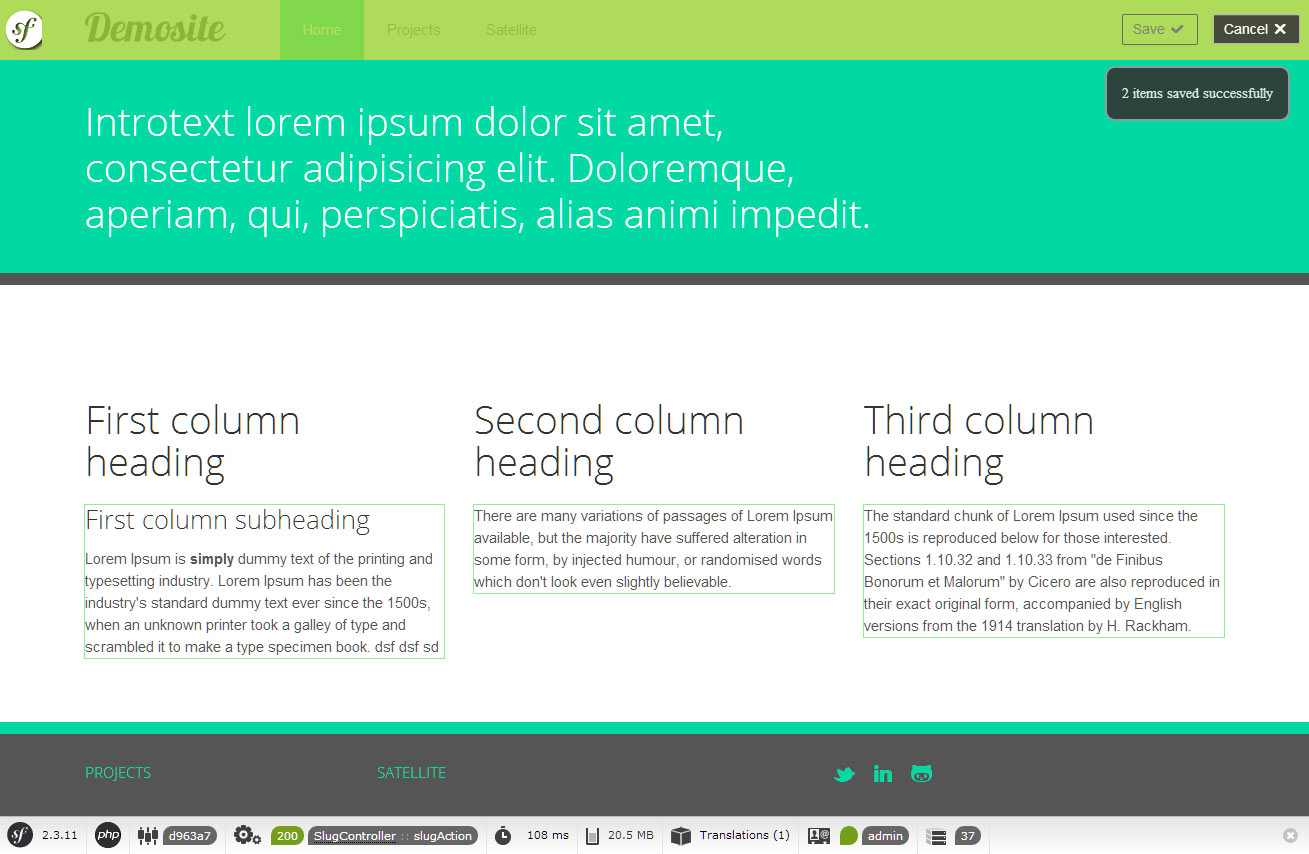 sf Demosite Home Projects Satellite Save Cancel
2 items saved successfully
Introtext lorem ipsum dolor sit amet,
consectetur adipisicing elit. Doloremque,
aperiam, qui, perspiciatis, alias animi impedit.
First column
heading
First column subheading
Lorem Ipsum is simply dummy text of the printing and
typesetting industry. Lorem Ipsum has been the
industry's standard dummy text ever since the 1500s,
when an unknown printer took a galley of type and
scrambled it to make a type specimen book. dsf dsf sd
Second column
heading
There are many variations of passages of Lorem Ipsum
available, but the majority have suffered alteration in
some form, by injected humour, or randomised words
which don't look even slightly believable.
Third column
heading
The standard chunk of Lorem Ipsum used since the
1500s is reproduced below for those interested.
Sections 1.10.32 and 1.10.33 from "de Finibus
Bonorum et Malorum" by Cicero are also reproduced in
their exact original form, accompanied by English
versions from the 1914 translation by H. Rackham.
PROJECTS SATELLITE in
sf 2.3.11 php d963a7 200 SlugController :: slugAction 108 ms 20.5 MB Translations (1) admin 37